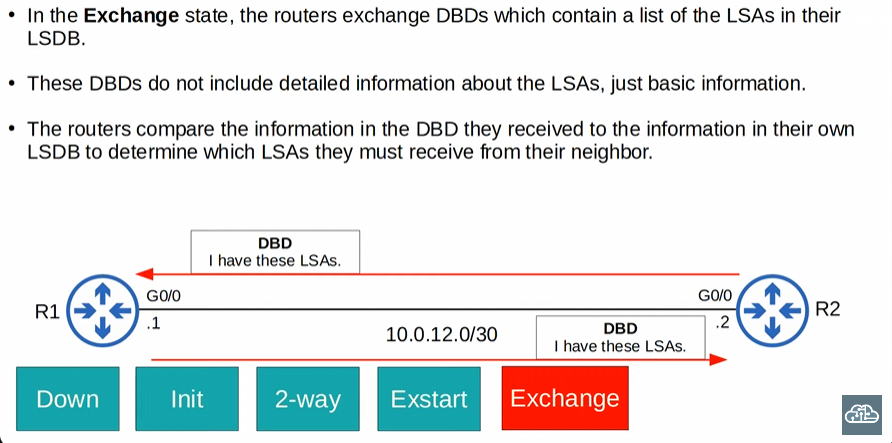 • In the Exchange state, the routers exchange DBDs which contain a list of the LSAs in their
LSDB.
• These DBDs do not include detailed information about the LSAs, just basic information.
• The routers compare the information in the DBD they received to the information in their own
LSDB to determine which LSAs they must receive from their neighbor.
DBD
I have these LSAs.
R1
G0/0
.1
10.0.12.0/30
G0/0
.2
R2
DBD
I have these LSAs.
Down
Init
2-way
Exstart
Exchange